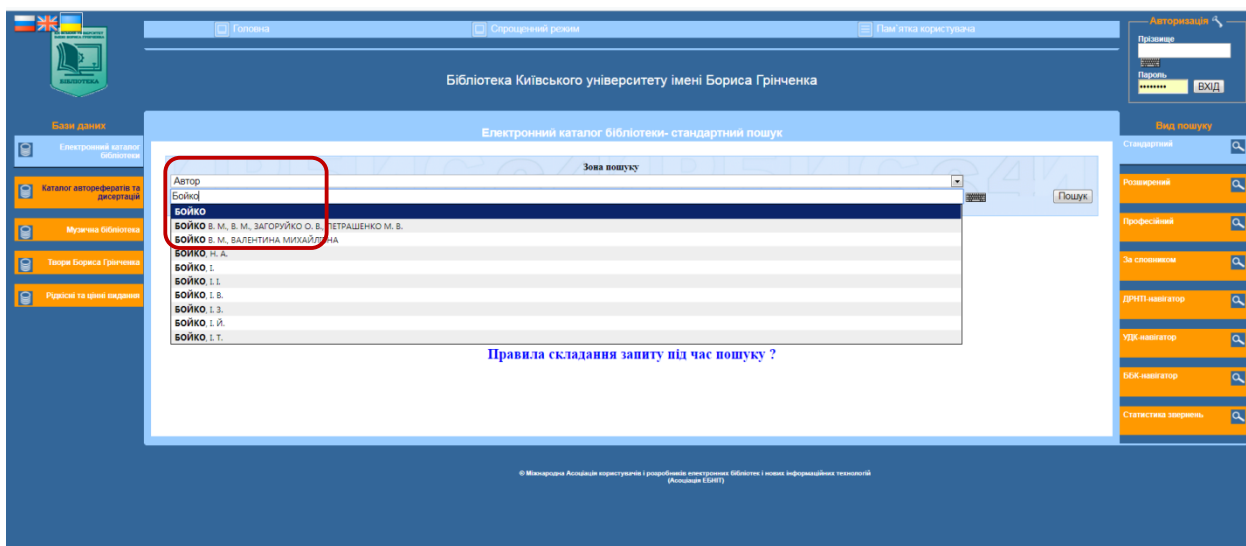 Головна
Спрощенний режим
Пам`ятка користувача
Авторизація
Прізвище
Пароль
ВХІД
БІБЛІОТЕКА
Бібліотека Київського університету імені Бориса Грінченка
Бази даних
Електронний каталог
бібліотеки
Каталог авторефератів та
дисертацій
Музична бібліотека
Твори Бориса Грінченка
Рідкісні та цінні видання
Електронний каталог бібліотеки- стандартний пошук
Зона пошуку
Автор
Бойко
Пошук
БОЙКО
БОЙКО В. М., В. М., ЗАГОРУЙКО О. В., ПЕТРАШЕНКО М. В.
БОЙКО В. М., ВАЛЕНТИНА МИХАЙЛІВНА
БОЙКО, Н. А.
БОЙКО, І.
БОЙКО, І. І.
БОЙКО, І. В.
БОЙКО, І. З.
БОЙКО, І. Й.
БОЙКО, І. Т.
Правила складання запиту під час пошуку ?
Вид пошуку
Стандартний
Розширений
Професійний
За словником
ДРНТІ-навігатор
УДК-навігатор
ББК-навігатор
Статистика звернень
© Міжнародна Асоціація користувачів і розробників електронних бібліотек і нових інформаційних технологій
(Асоціація ЕБНІТ)